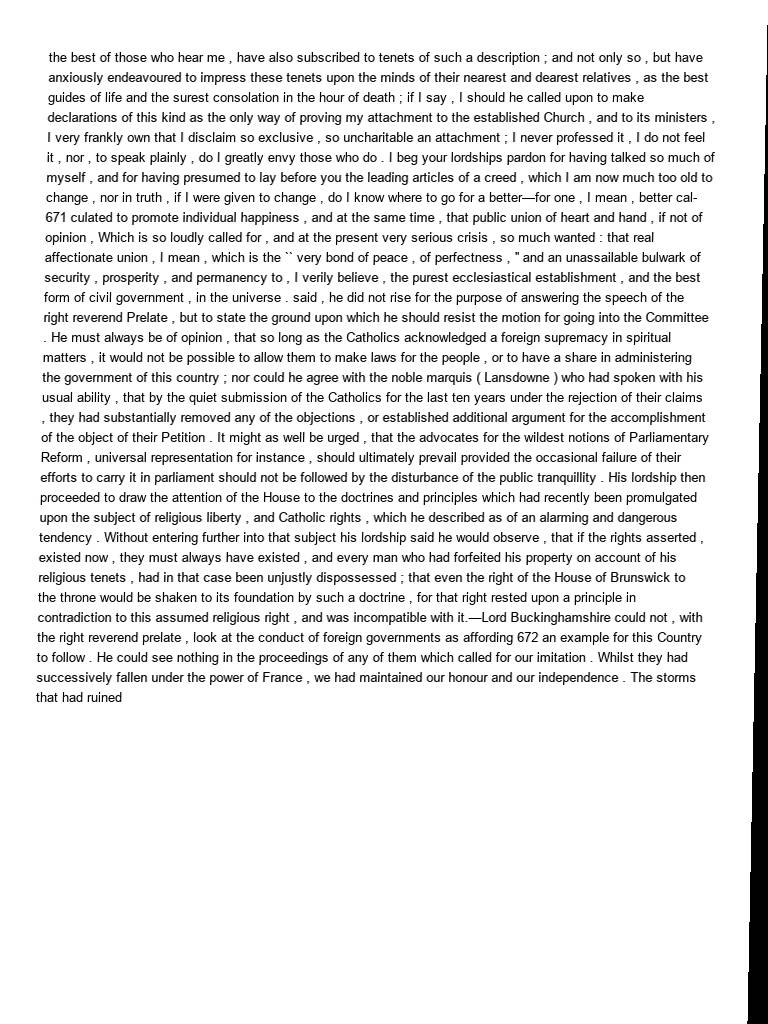 the best of those who hear me , have also subscribed to tenets of such a description ; and not only so , but have
anxiously endeavoured to impress these tenets upon the minds of their nearest and dearest relatives , as the best
guides of life and the surest consolation in the hour of death ; if I say , I should he called upon to make
declarations of this kind as the only way of proving my attachment to the established Church , and to its ministers ,
I very frankly own that I disclaim so exclusive , so uncharitable an attachment ; I never professed it , I do not feel
it , nor , to speak plainly , do I greatly envy those who do . I beg your lordships pardon for having talked so much of
myself , and for having presumed to lay before you the leading articles of a creed , which I am now much too old to
change , nor in truth , if I were given to change , do I know where to go for a better—for one , I mean , better cal-
671 culated to promote individual happiness , and at the same time , that public union of heart and hand , if not of
opinion , Which is so loudly called for , and at the present very serious crisis , so much wanted : that real
affectionate union , I mean , which is the `` very bond of peace , of perfectness , " and an unassailable bulwark of
security , prosperity , and permanency to , I verily believe , the purest ecclesiastical establishment , and the best
form of civil government , in the universe . said , he did not rise for the purpose of answering the speech of the
right reverend Prelate , but to state the ground upon which he should resist the motion for going into the Committee
. He must always be of opinion , that so long as the Catholics acknowledged a foreign supremacy in spiritual
matters , it would not be possible to allow them to make laws for the people , or to have a share in administering
the government of this country ; nor could he agree with the noble marquis ( Lansdowne ) who had spoken with his
usual ability , that by the quiet submission of the Catholics for the last ten years under the rejection of their claims
, they had substantially removed any of the objections , or established additional argument for the accomplishment
of the object of their Petition . It might as well be urged , that the advocates for the wildest notions of Parliamentary
Reform , universal representation for instance , should ultimately prevail provided the occasional failure of their
efforts to carry it in parliament should not be followed by the disturbance of the public tranquillity . His lordship then
proceeded to draw the attention of the House to the doctrines and principles which had recently been promulgated
upon the subject of religious liberty , and Catholic rights , which he described as of an alarming and dangerous
tendency . Without entering further into that subject his lordship said he would observe , that if the rights asserted ,
existed now , they must always have existed , and every man who had forfeited his property on account of his
religious tenets , had in that case been unjustly dispossessed ; that even the right of the House of Brunswick to
the throne would be shaken to its foundation by such a doctrine , for that right rested upon a principle in
contradiction to this assumed religious right , and was incompatible with it.—Lord Buckinghamshire could not , with
the right reverend prelate , look at the conduct of foreign governments as affording 672 an example for this Country
to follow . He could see nothing in the proceedings of any of them which called for our imitation . Whilst they had
successively fallen under the power of France , we had maintained our honour and our independence . The storms
that had ruined